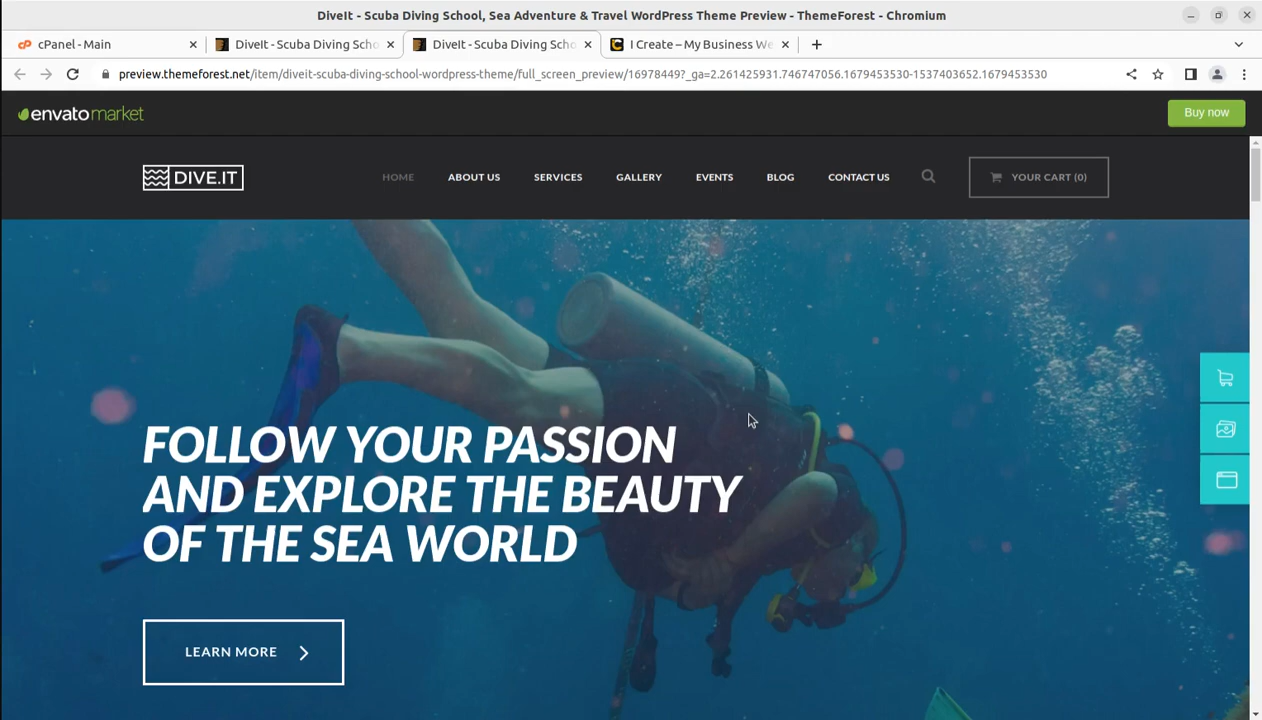 DiveIt - Scuba Diving School, Sea Adventure & Travel WordPress Theme Preview - ThemeForest - Chromium
cPanel - Main
DiveIt - Scuba Diving Scho
DiveIt - Scuba Diving Scho
I Create – My Business We
preview.themeforest.net/item/diveit-scuba-diving-school-wordpress-theme/full_screen_preview/16978449?_ga=2.261425931.746747056.1679453530-1537403652.1679453530
envato market
Buy now
DIVE.IT
HOME
ABOUT US
SERVICES
GALLERY
EVENTS
BLOG
CONTACT US
YOUR CART (0)
FOLLOW YOUR PASSION
AND EXPLORE THE BEAUTY
OF THE SEA WORLD
LEARN MORE